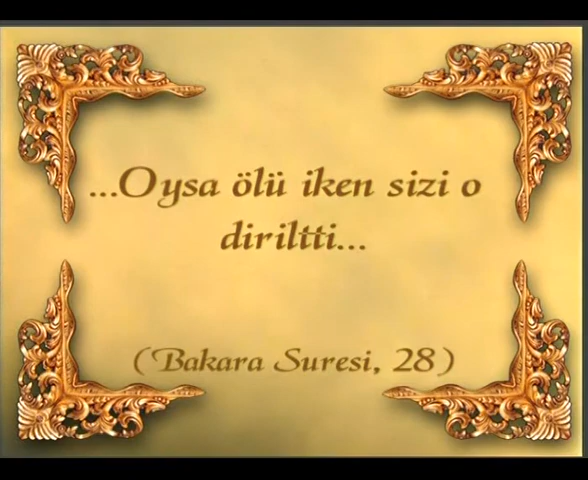 ...Oysa ölü iken sizi o
diriltti...
(Bakara Suresi, 28)